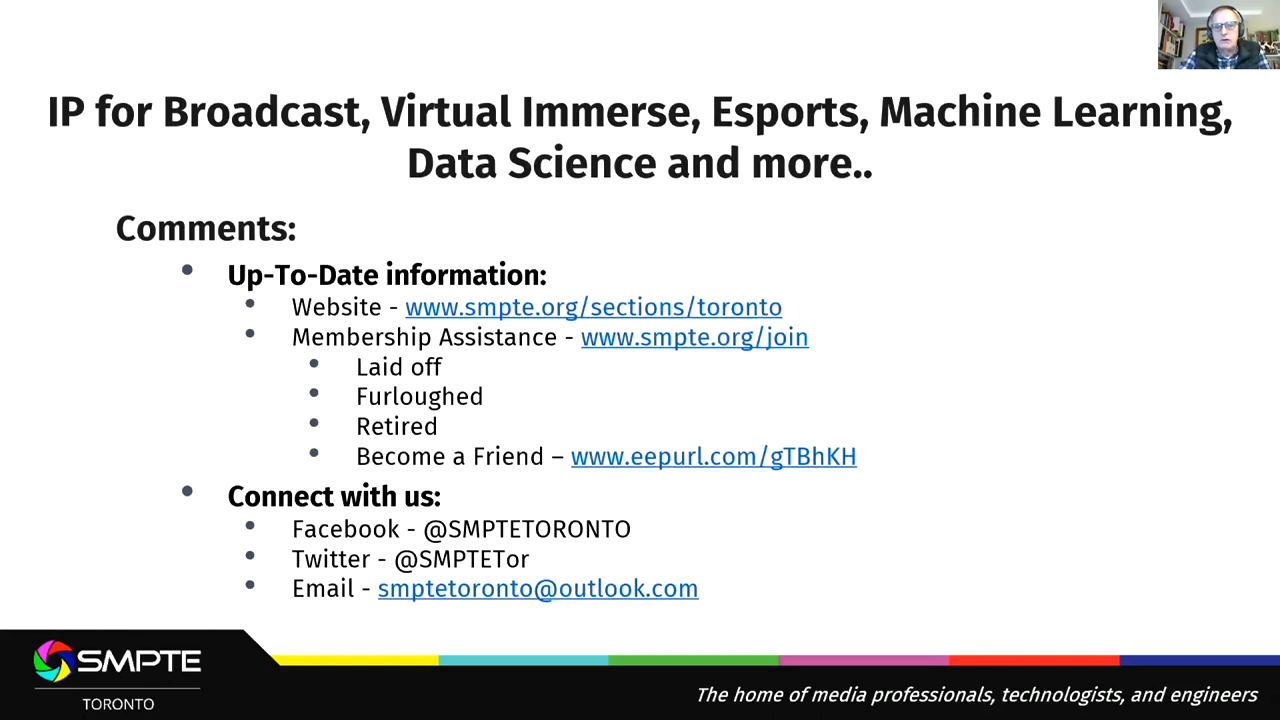 IP for Broadcast, Virtual Immerse, Esports, Machine Learning,
Data Science and more..
Comments:
• Up-To-Date information:
• Website - www.smpte.org/sections/toronto
• Membership Assistance - www.smpte.org/join
• Laid off
• Furloughed
• Retired
• Become a Friend – www.eepurl.com/gTBhKH
• Connect with us:
• Facebook - @SMPTETORONTO
• Twitter - @SMPTETor
• Email - smptetoronto@outlook.com
SMPTE
TORONTO
The home of media professionals, technologists, and engineers